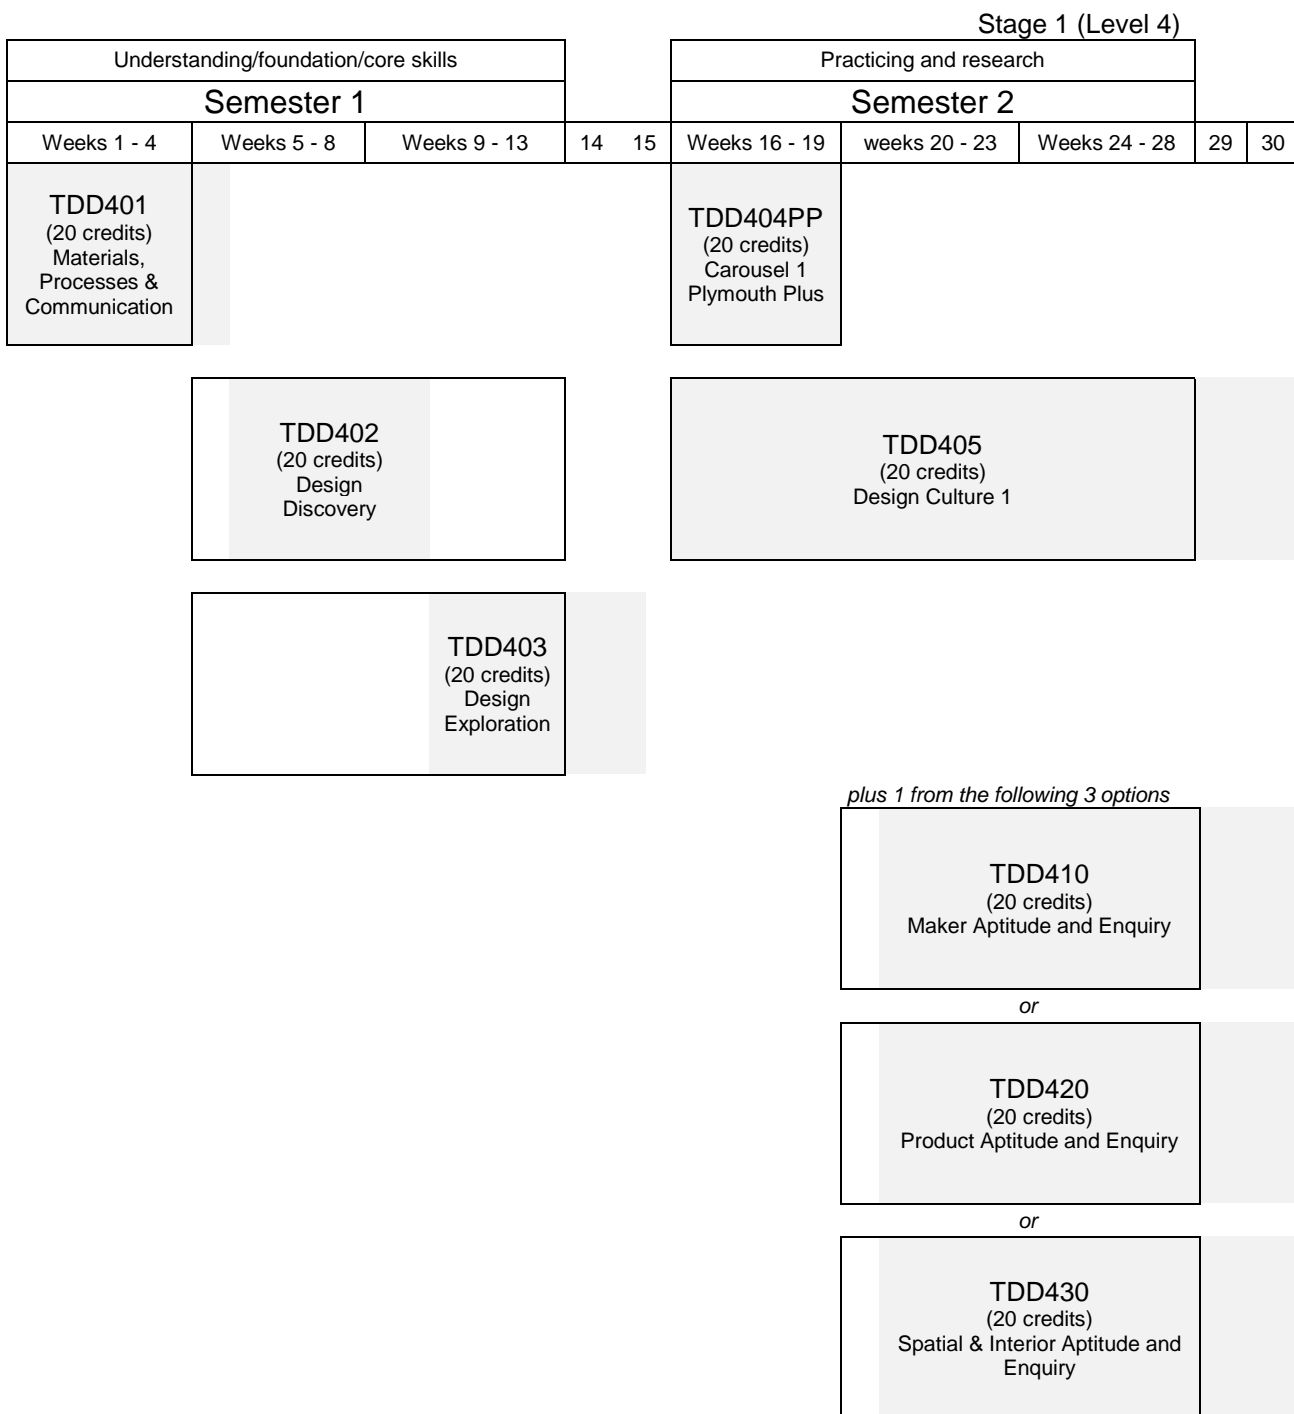 Stage 1 (Level 4)
Understanding/foundation/core skills
Practicing and research
Semester 1
Semester 2
Weeks 1 - 4
Weeks 5 - 8
Weeks 9 - 13
14
15
Weeks 16 - 19
weeks 20 - 23
Weeks 24 - 28
29
30
TDD401
(20 credits)
Materials,
Processes &
Communication
TDD404PP
(20 credits)
Carousel 1
Plymouth Plus
TDD402
(20 credits)
Design
Discovery
TDD405
(20 credits)
Design Culture 1
TDD403
(20 credits)
Design
Exploration
plus 1 from the following 3 options
TDD410
(20 credits)
Maker Aptitude and Enquiry
or
TDD420
(20 credits)
Product Aptitude and Enquiry
or
TDD430
(20 credits)
Spatial & Interior Aptitude and
Enquiry